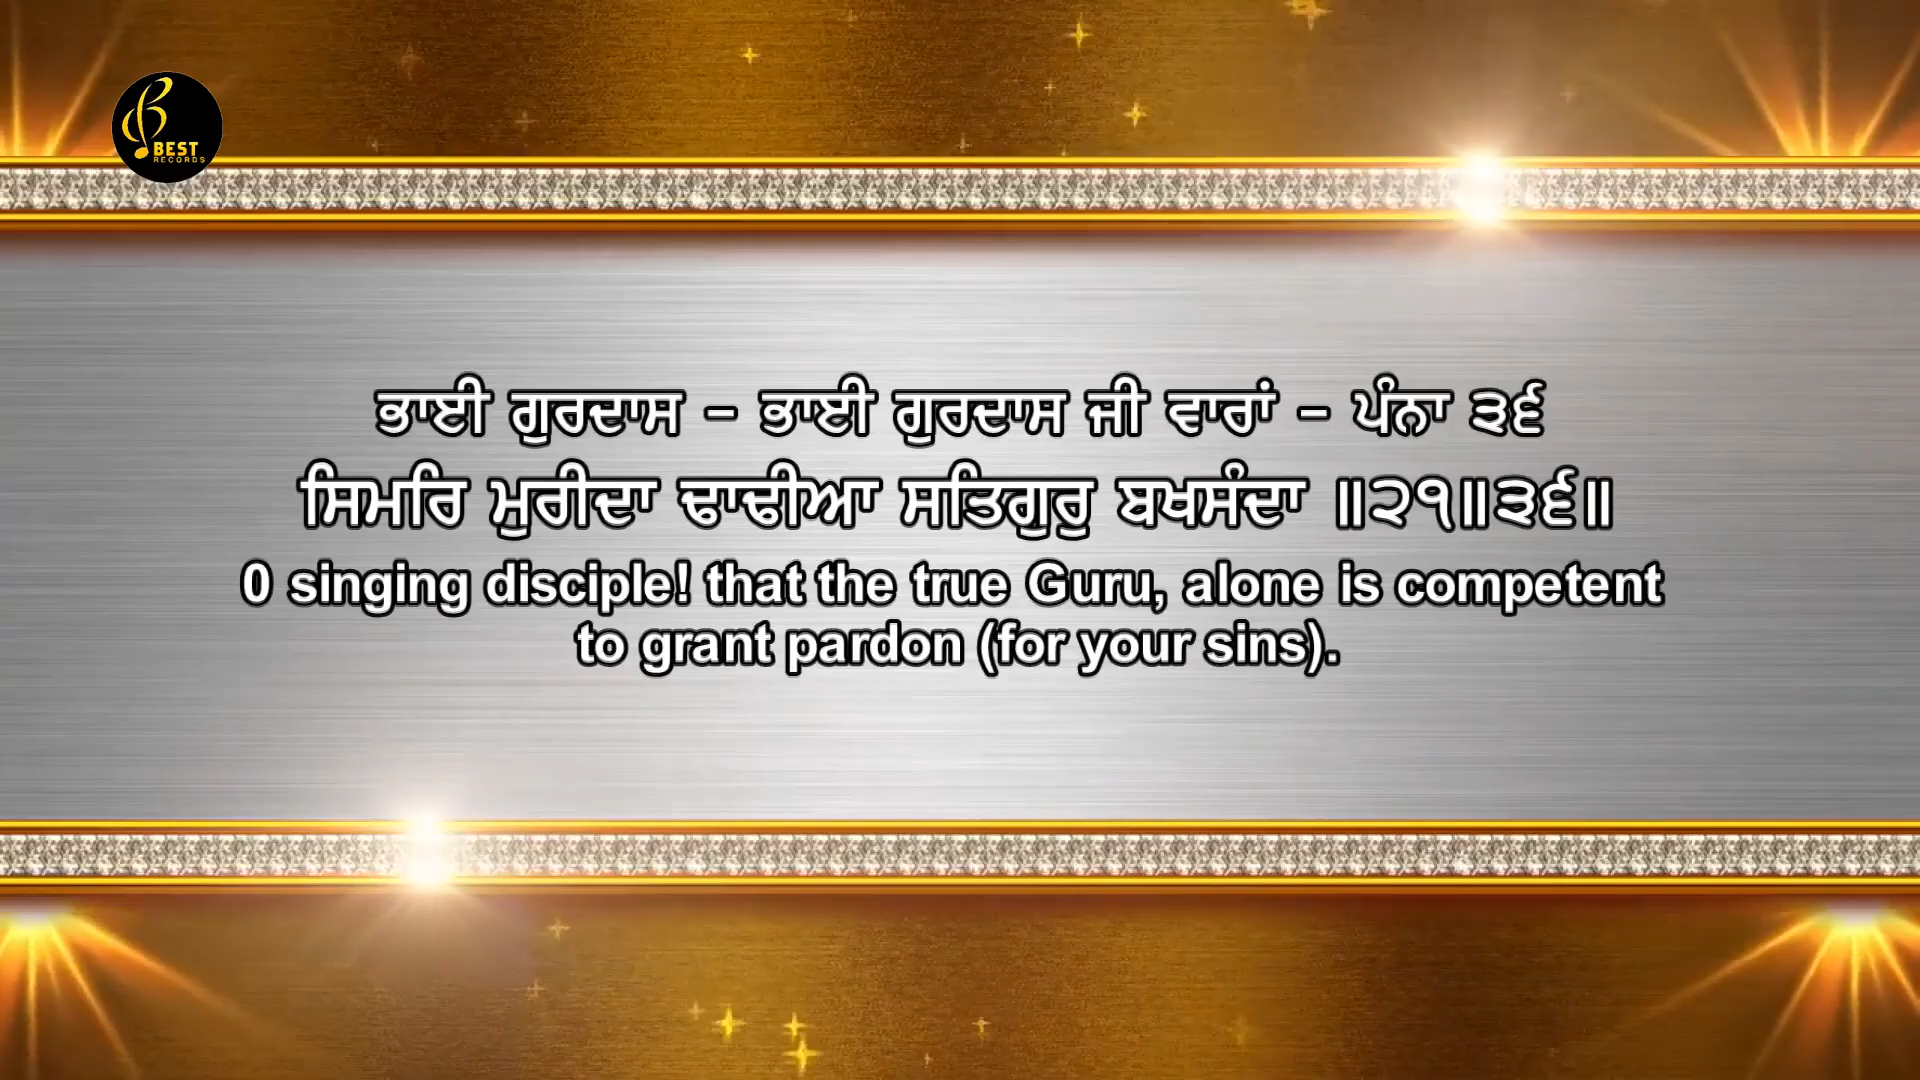 BEST
RECORDS
ਭਾਈ ਗੁਰਦਾਸ - ਭਾਈ ਗੁਰਦਾਸ ਜੀ ਵਾਰਾਂ - ਪੰਨਾ ੩੬
ਸਿਮਰਿ ਮੁਰੀਦਾ ਢਾਢੀਆ ਸਤਿਗੁਰੁ ਬਖਸੰਦਾ ॥੨੧॥੩੬॥
0 singing disciple! that the true Guru, alone is competent
to grant pardon (for your sins).